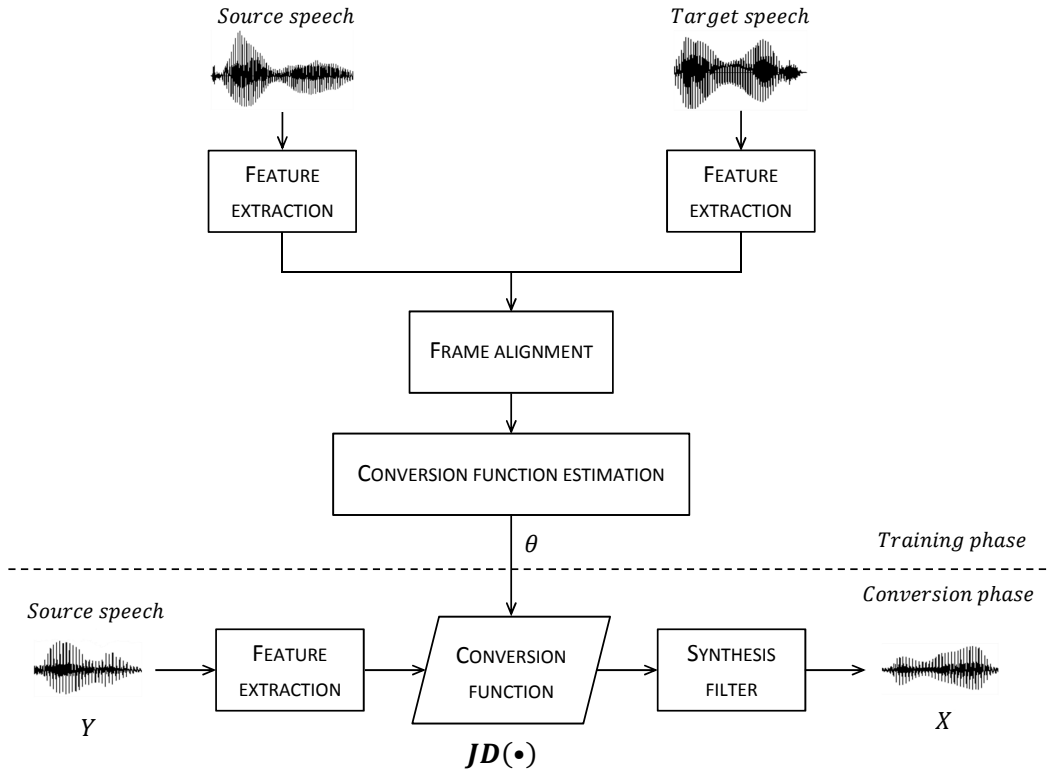 Source speech
Target speech
FEATURE
EXTRACTION
FEATURE
EXTRACTION
FRAME ALIGNMENT
CONVERSION FUNCTION ESTIMATION
θ
Training phase
Conversion phase
Source speech
FEATURE
EXTRACTION
CONVERSION
FUNCTION
SYNTHESIS
FILTER
Y
X
JD(•)